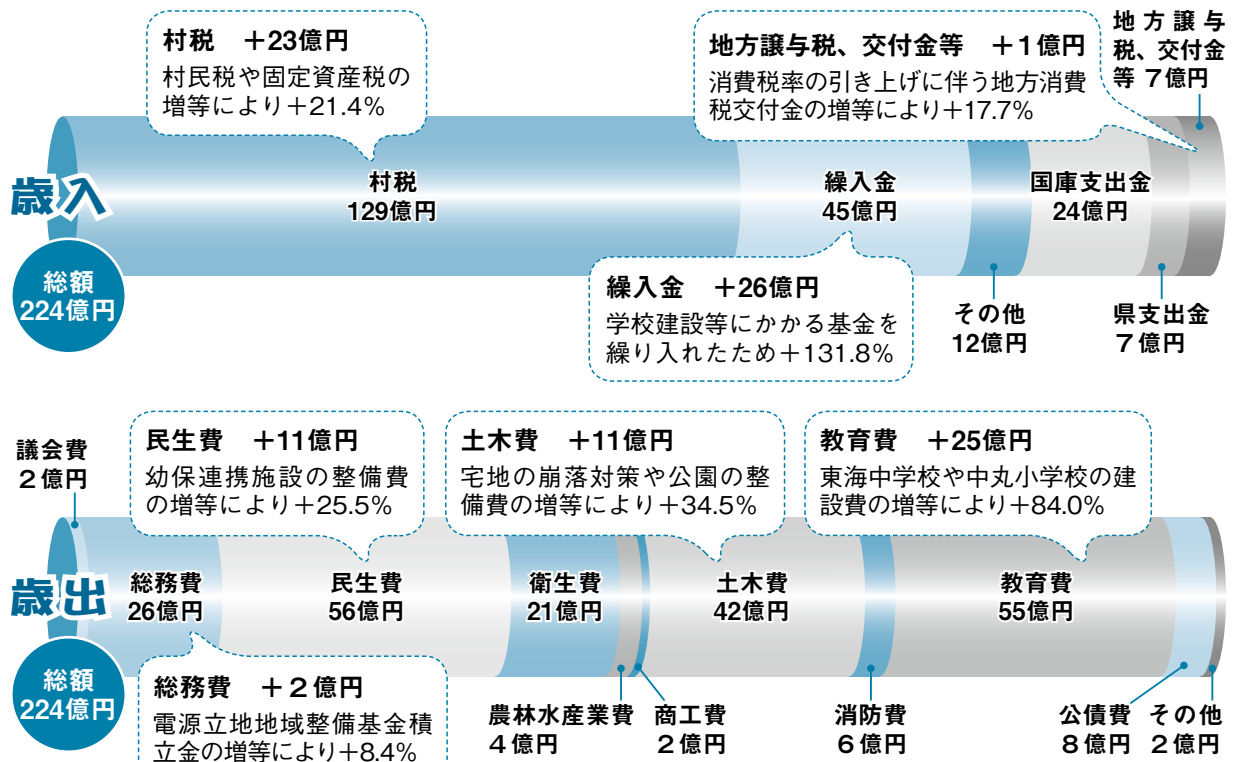 村税　＋23億円
村民税や固定資産税の
増等により＋21.4%
地方譲与税、交付金等　＋1億円
消費税率の引き上げに伴う地方消費
税交付金の増等により＋17.7%
地方譲与
税、交付金
等 7億円
歳入
総額
224億円
村税
129億円
繰入金
45億円
国庫支出金
24億円
繰入金　＋26億円
学校建設等にかかる基金を
繰り入れたため＋131.8%
その他
12億円
県支出金
7億円
議会費
2億円
民生費　＋11億円
幼保連携施設の整備費
の増等により＋25.5%
土木費　＋11億円
宅地の崩落対策や公園の整
備費の増等により＋34.5%
教育費　＋25億円
東海中学校や中丸小学校の建
設費の増等により＋84.0%
歳出
総額
224億円
総務費
26億円
民生費
56億円
衛生費
21億円
土木費
42億円
教育費
55億円
総務費　＋2億円
電源立地地域整備基金積
立金の増等により+8.4%
農林水産業費
4億円
商工費
2億円
消防費
6億円
公債費
8億円
その他
2億円